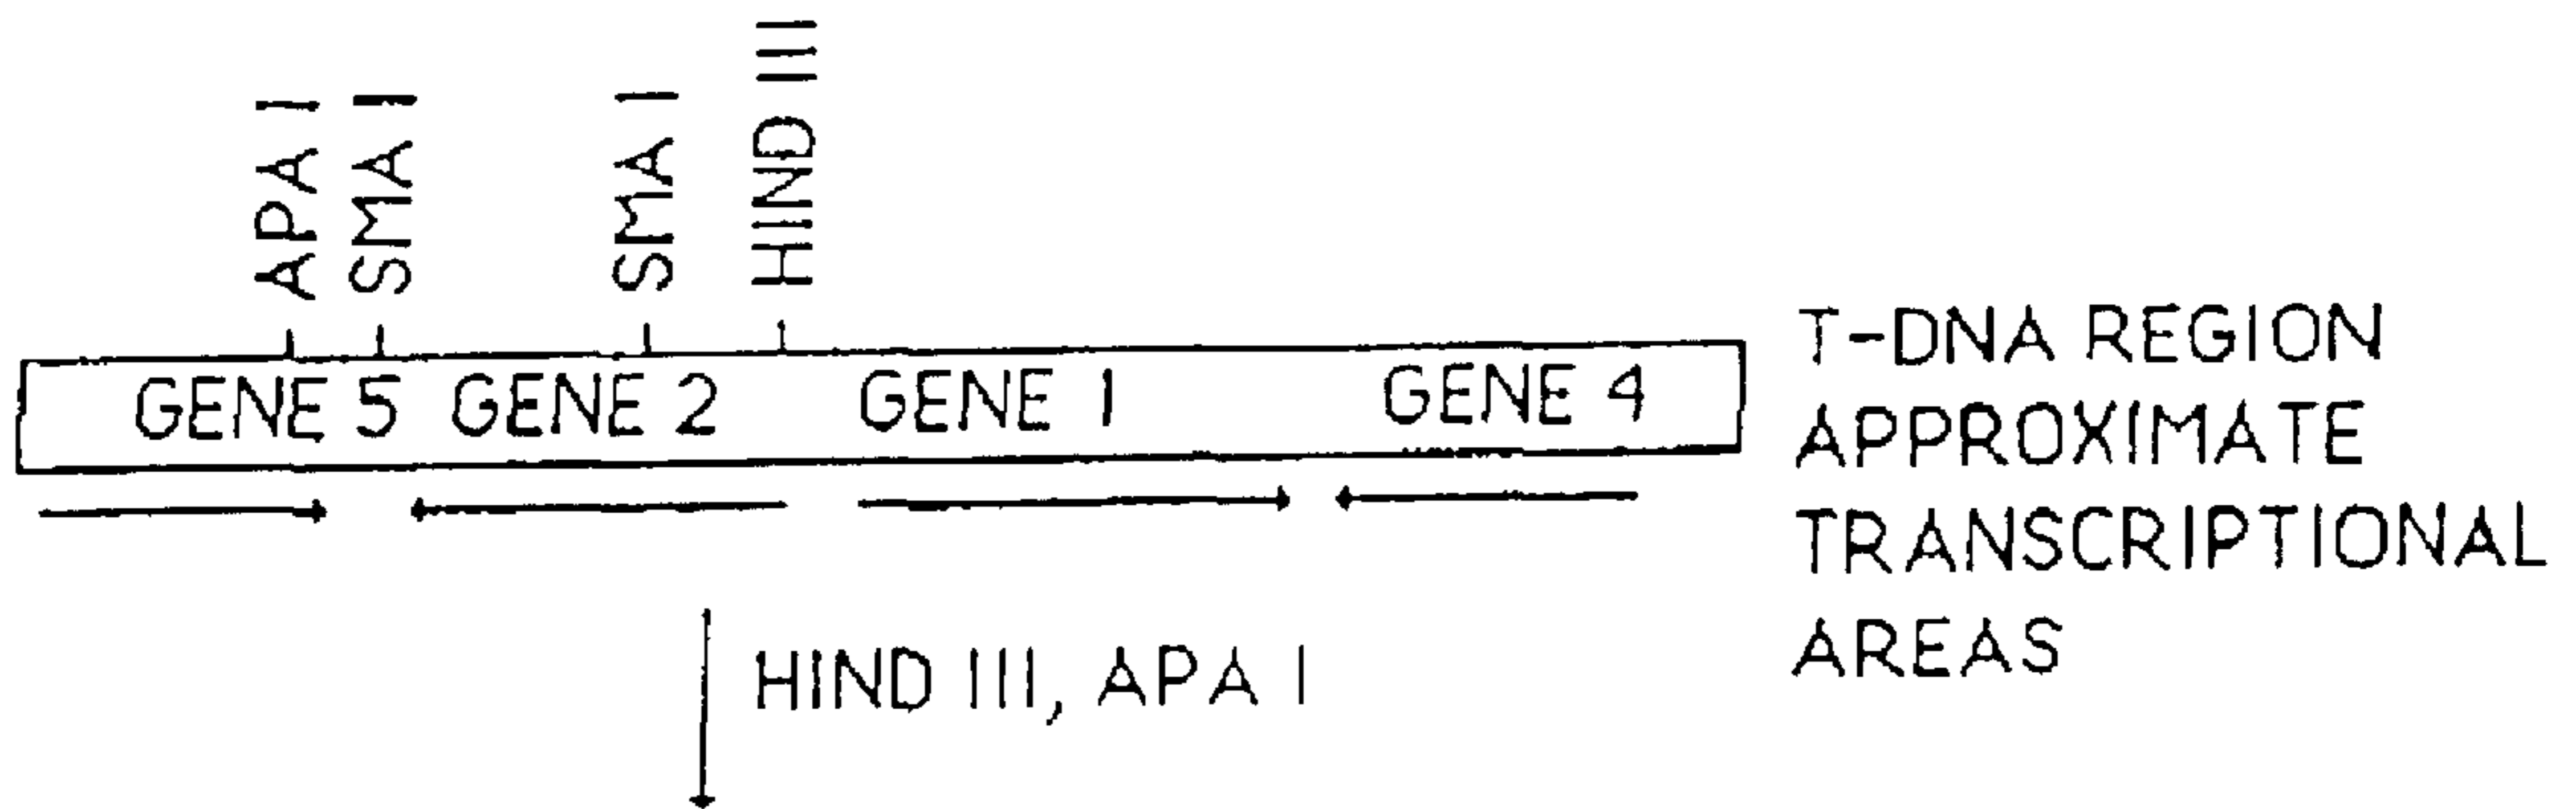 APA I
SMA I
SMA I
HIND III
GENE 5 GENE 2 GENE 1 GENE 4
T-DNA REGION
APPROXIMATE
TRANSCRIPTIONAL
AREAS
HIND III, APA I